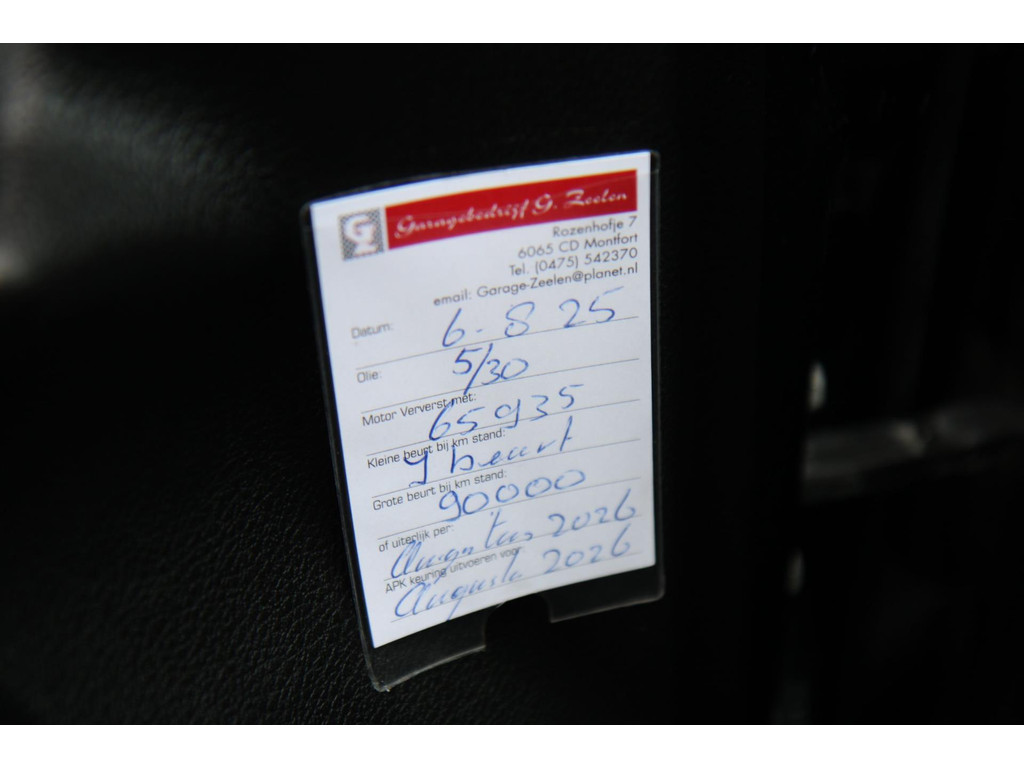 GZ
Garagebedrijf G. Zeelen
Rozenhofje 7
6065 CD Montfort
Tel. (0475) 542370
email: Garage-Zeelen@planet.nl
Datum: 6-8 25
Olie: 5/30
Motor Ververst met: 65935
Kleine beurt bij km stand: g beurt
Grote beurt bij km stand: 90000
of uiterlijk per: Augustus 2026
APK keuring uitvoeren voor: 2026